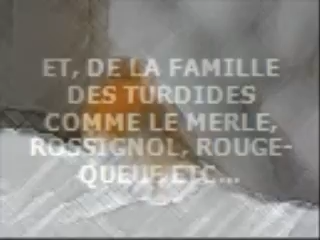 ET, DE LA FAMILLE
DES TURDIDES
COMME LE MERLE,
ROSSIGNOL, ROUGE-
QUEUE ETC...